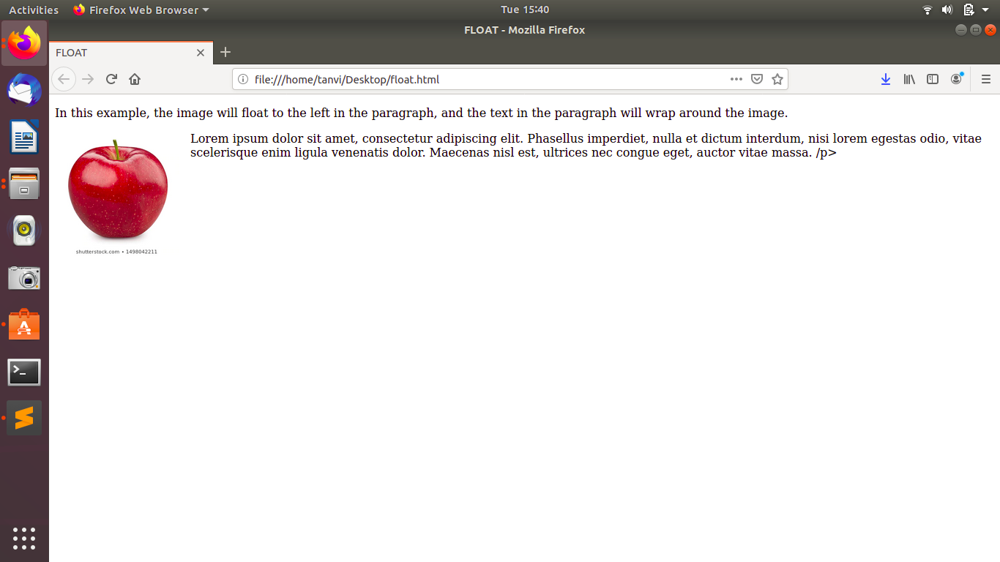 Activities Firefox Web Browser Tue 15:40
FLOAT - Mozilla Firefox
FLOAT
file:///home/tanvi/Desktop/float.html
In this example, the image will float to the left in the paragraph, and the text in the paragraph will wrap around the image.
Lorem ipsum dolor sit amet, consectetur adipiscing elit. Phasellus imperdiet, nulla et dictum interdum, nisi lorem egestas odio, vitae
scelerisque enim ligula venenatis dolor. Maecenas nisl est, ultrices nec congue eget, auctor vitae massa. /p>
shutterstock.com • 1498042211